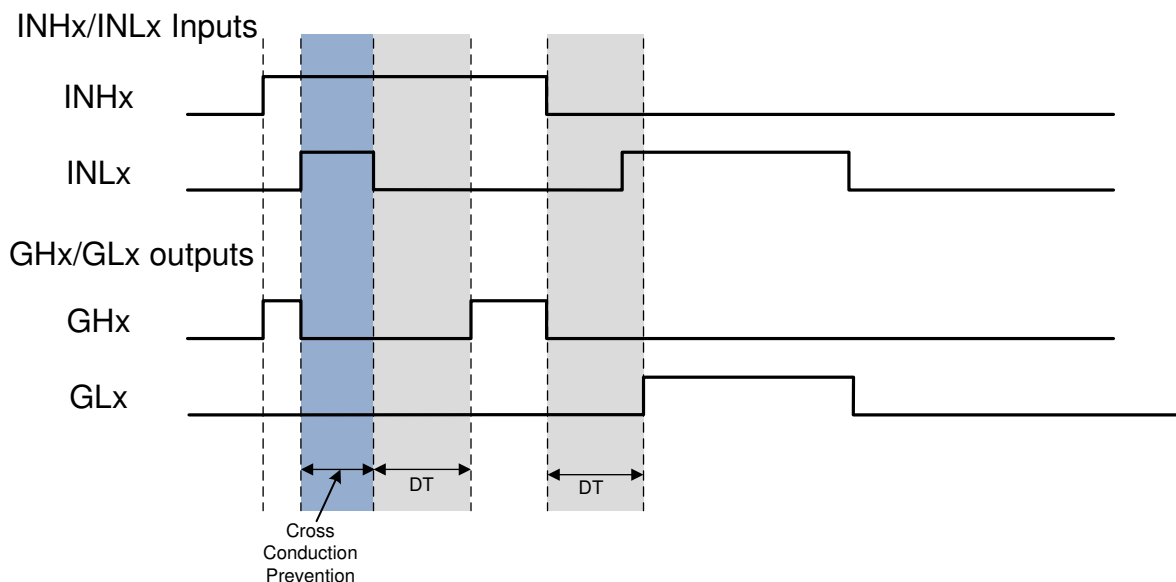 INHx/INLx Inputs
INHx
INLx
GHx/GLx outputs
GHx
GLx
DT
DT
Cross
Conduction
Prevention